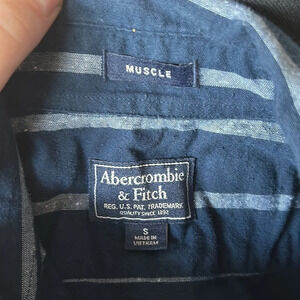 MUSCLE
Abercrombie
& Fitch
REG. U.S. PAT. TRADEMARK
QUALITY SINCE 1892
S
MADE IN
VIETNAM